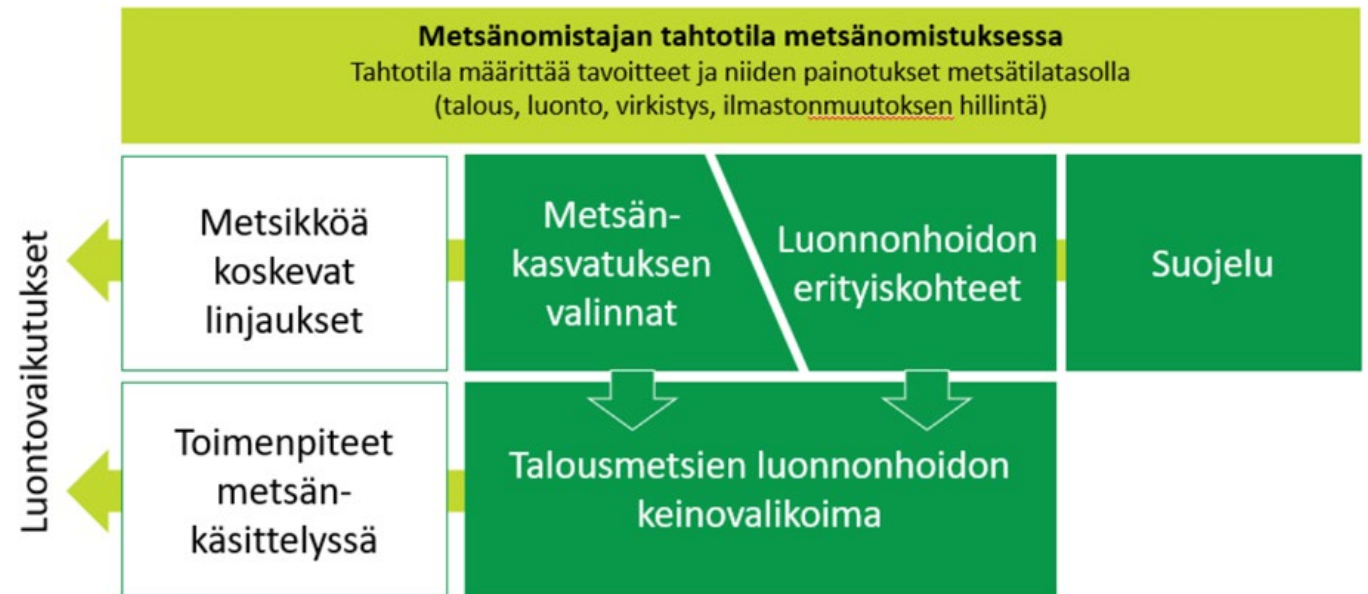 Metsänomistajan tahtotila metsänomistuksessa
Tahtotila määrittää tavoitteet ja niiden painotukset metsätilatasolla
(talous, luonto, virkistys, ilmastonmuutoksen hillintä)
Luontovaikutukset
Metsikköä
koskevat
linjaukset
Metsän-
kasvatuksen
valinnat
Luonnonhoidon
erityiskohteet
Suojelu
Toimenpiteet
metsän-
käsittelyssä
Talousmetsien luonnonhoidon
keinovalikoima